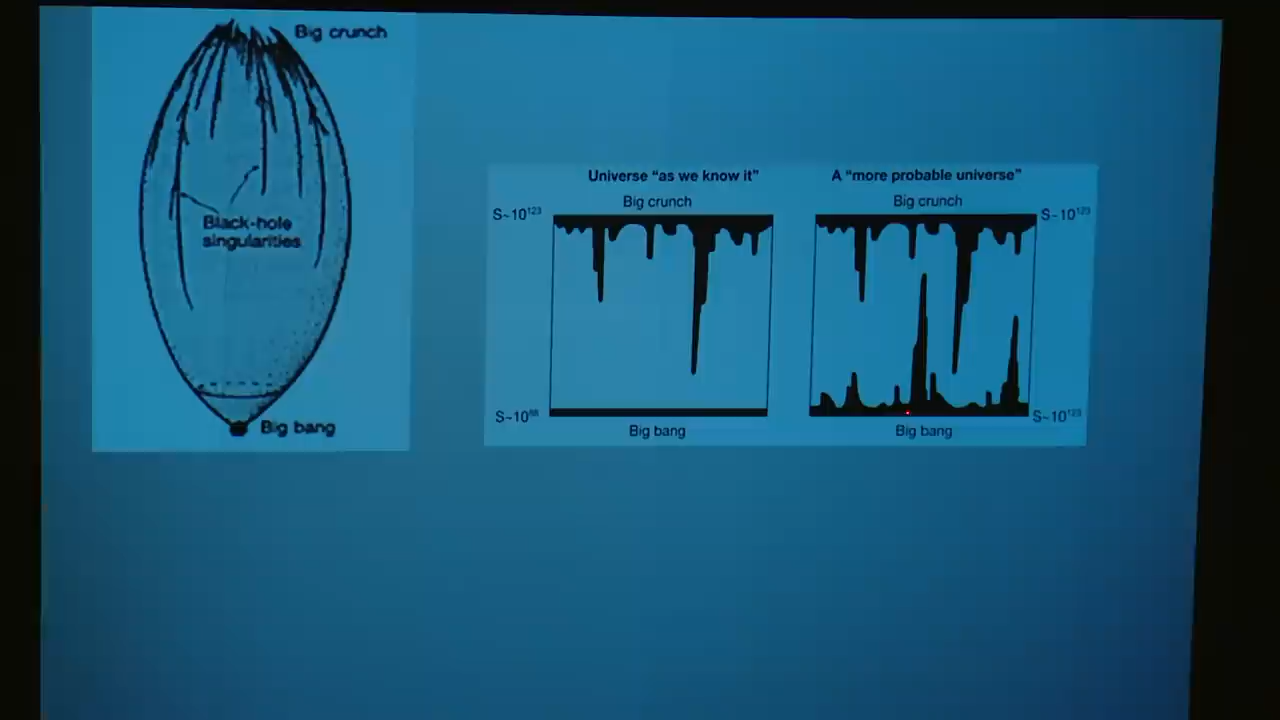 Big crunch
Black-hole
singularities
Big bang
Universe “as we know it”
Big crunch
S~10¹²³
S~10⁸⁸
Big bang
A “more probable universe”
Big crunch
S~10¹²³
S~10¹²³
Big bang